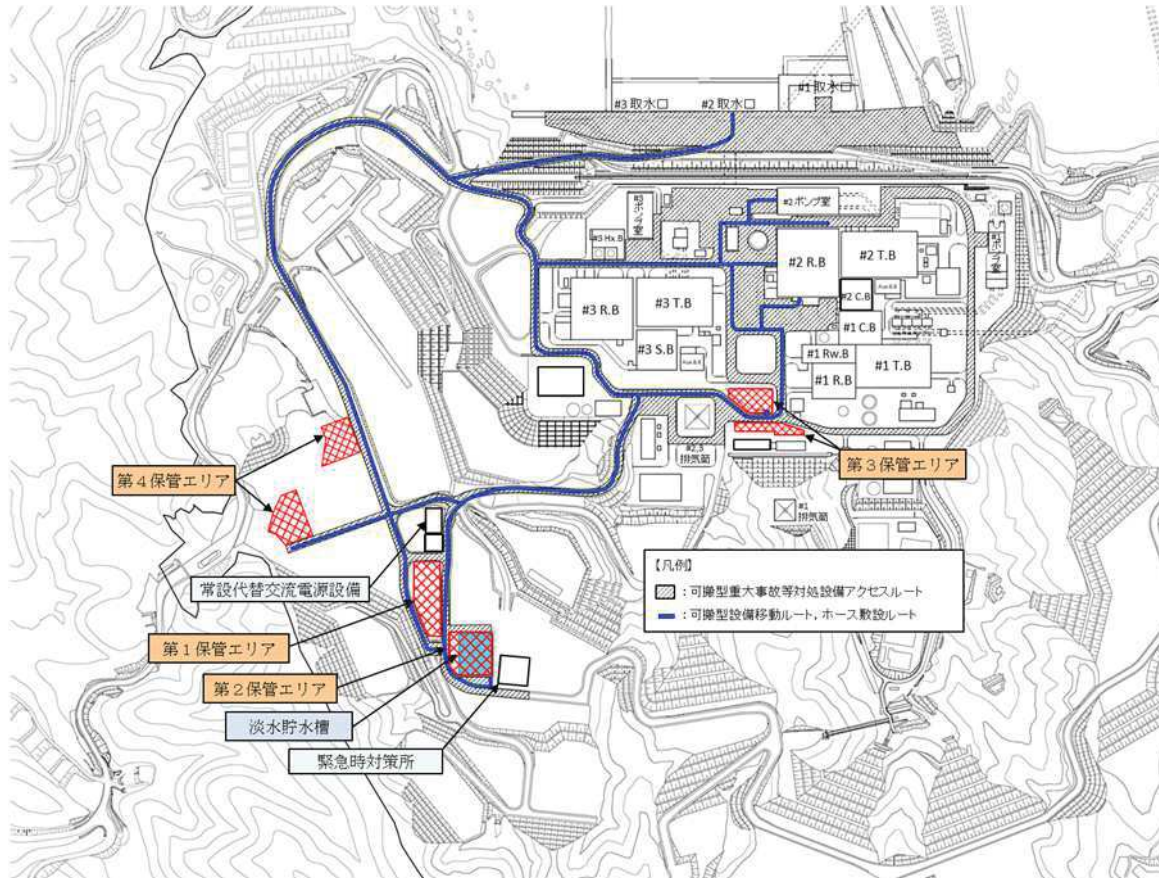 #1 取水口
#3 取水口
#2 取水口
#2 ポンプ室
#3 ポンプ室
#3 Hx.B
#1 ポンプ室
#2 R.B
#2 T.B
#2 C.B
#3 R.B
#3 T.B
#1 C.B
#3 S.B
#1 Rw.B
#1 R.B
#1 T.B
#2,3
排気筒
第3保管エリア
第4保管エリア
#1
排気筒
【凡例】
:可搬型重大事故等対処設備アクセスルート
:可搬型設備移動ルート,ホース敷設ルート
常設代替交流電源設備
第1保管エリア
第2保管エリア
淡水貯水槽
緊急時対策所